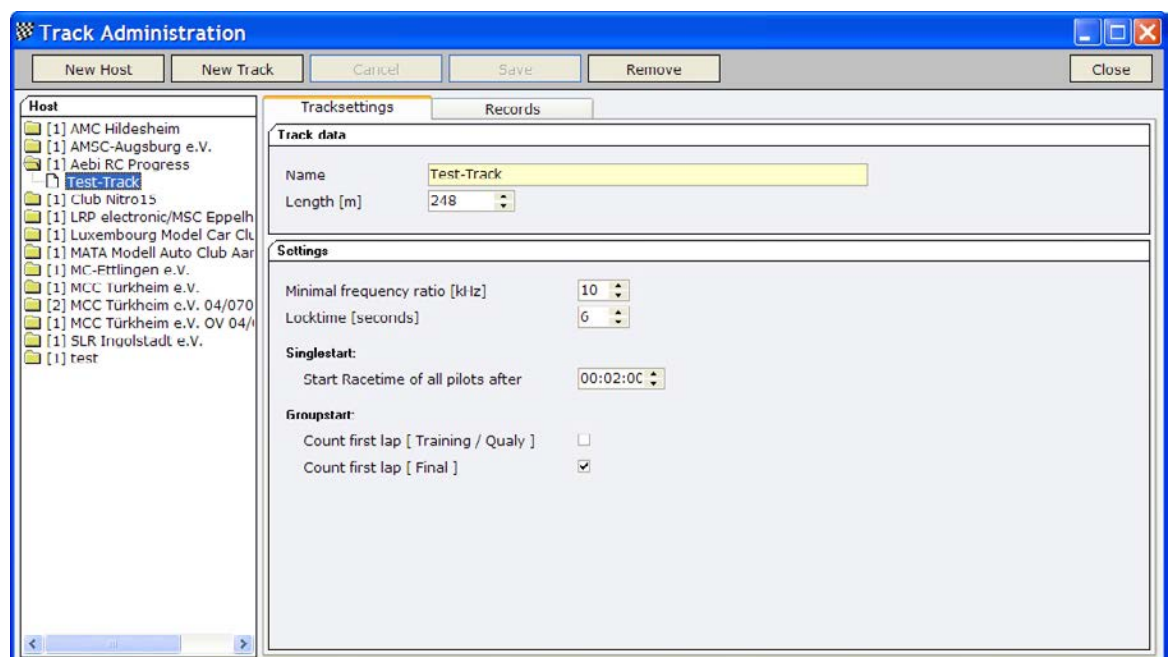 Track Administration
New Host New Track Cancel Save Remove Close
Host
[1] AMC Hildesheim
[1] AMSC-Augsburg e.V.
[1] Aebi RC Progress
Test-Track
[1] Club Nitro15
[1] LRP electronic/MSC Eppelh
[1] Luxembourg Model Car Clu
[1] MATA Modell Auto Club Aar
[1] MC-Ettlingen e.V.
[1] MCC Türkheim e.V.
[2] MCC Türkheim e.V. 04/070
[1] MCC Türkheim e.V. OV 04/
[1] SLR Ingolstadt e.V.
[1] test
Tracksettings Records
Track data
Name Test-Track
Length [m] 248
Settings
Minimal frequency ratio [kHz] 10
Locktime [seconds] 6
Singlestart:
Start Racetime of all pilots after 00:02:00
Groupstart:
Count first lap [ Training / Qualy ]
Count first lap [ Final ]